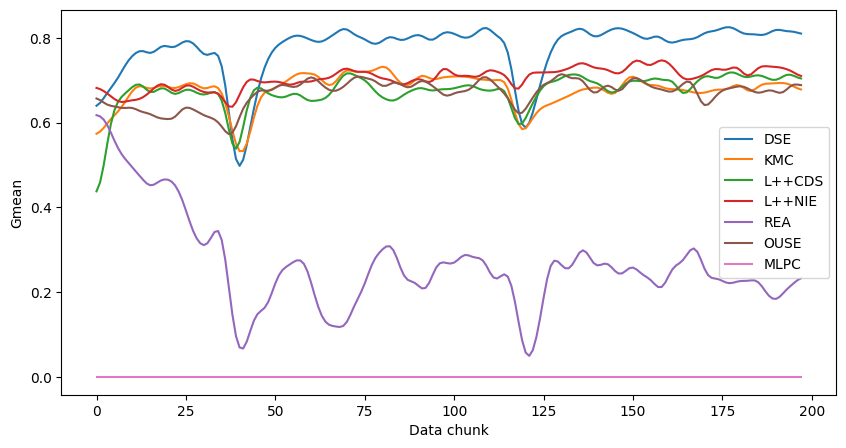 Gmean
0.8
0.6
0.4
0.2
0.0
0
25
50
75
100
125
150
175
200
Data chunk
DSE
KMC
L++CDS
L++NIE
REA
OUSE
MLPC